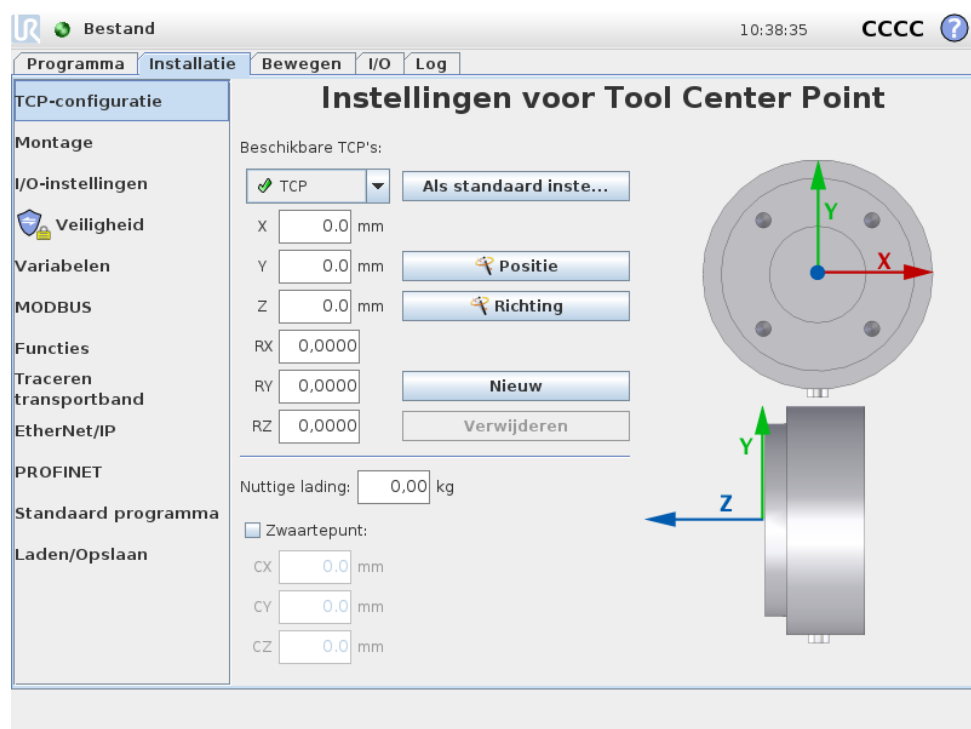 UR Bestand 10:38:35 CCCC ?
Programma Installatie Bewegen I/O Log
TCP-configuratie
Montage
I/O-instellingen
Veiligheid
Variabelen
MODBUS
Functies
Traceren
transportband
EtherNet/IP
PROFINET
Standaard programma
Laden/Opslaan
Instellingen voor Tool Center Point
Beschikbare TCP's:
TCP Als standaard inste...
X 0.0 mm
Y 0.0 mm Positie
Z 0.0 mm Richting
RX 0,0000
RY 0,0000 Nieuw
RZ 0,0000 Verwijderen
Nuttige lading: 0,00 kg
Zwaartepunt:
CX 0.0 mm
CY 0.0 mm
CZ 0.0 mm
Y
X
Y
Z